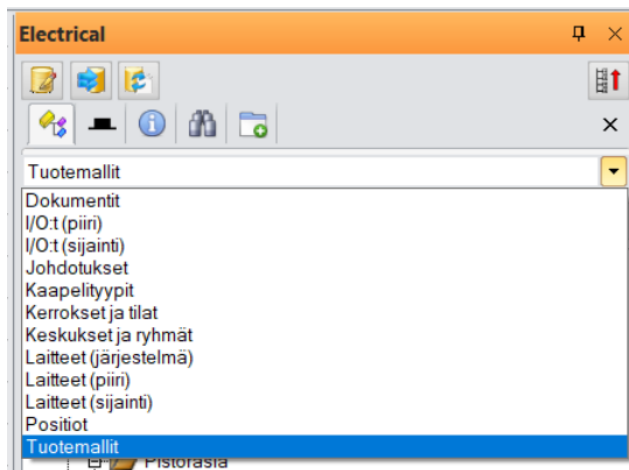 Electrical
Tuotemallit
Dokumentit
I/O:t (piiri)
I/O:t (sijainti)
Johdotukset
Kaapelityypit
Kerrokset ja tilat
Keskukset ja ryhmät
Laitteet (järjestelmä)
Laitteet (piiri)
Laitteet (sijainti)
Positiot
Tuotemallit
Pistorasia